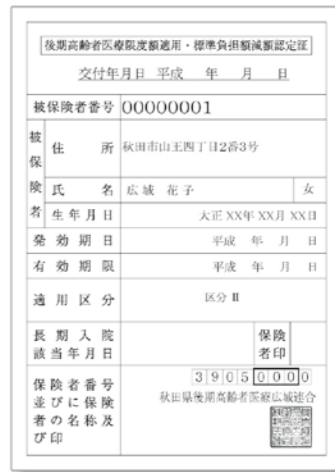 後期高齢者医療限度額適用・標準負担額減額認定証
交付年月日 平成 年 月 日
被保険者番号 00000001
被保険者
住 所 秋田市山王四丁目2番3号
氏 名 広域 花子 女
生年月日 大正 XX年 XX月 XX日
発効期日 平成 年 月 日
有効期限 平成 年 月 日
適用区分 区分 Ⅱ
長期入院
該当年月日
保険
者印
39050000
保険者番号
並びに保険
者の名称及
び印
秋田県後期高齢者医療広域連合